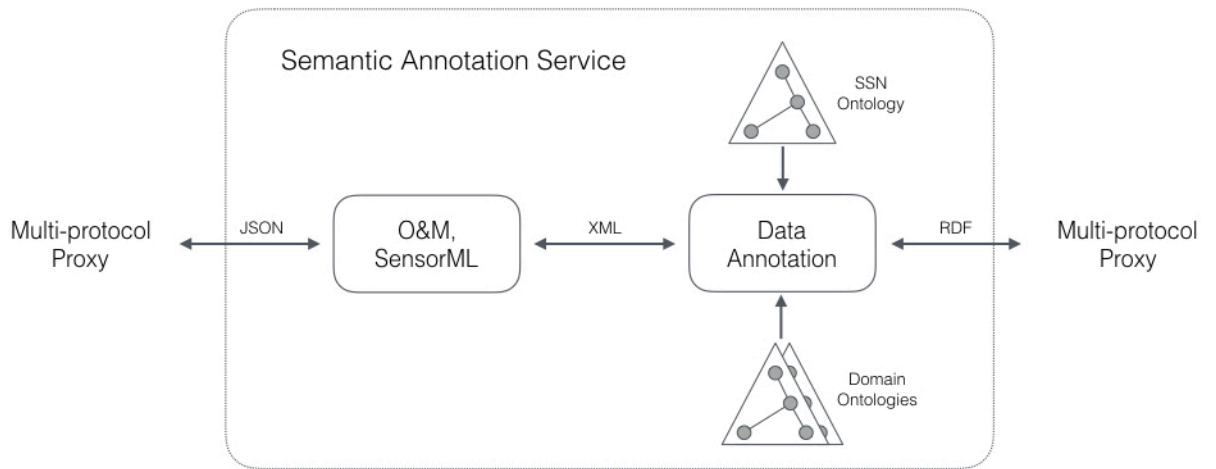 Semantic Annotation Service
SSN
Ontology
Multi-protocol
Proxy
JSON
O&M,
SensorML
XML
Data
Annotation
RDF
Multi-protocol
Proxy
Domain
Ontologies